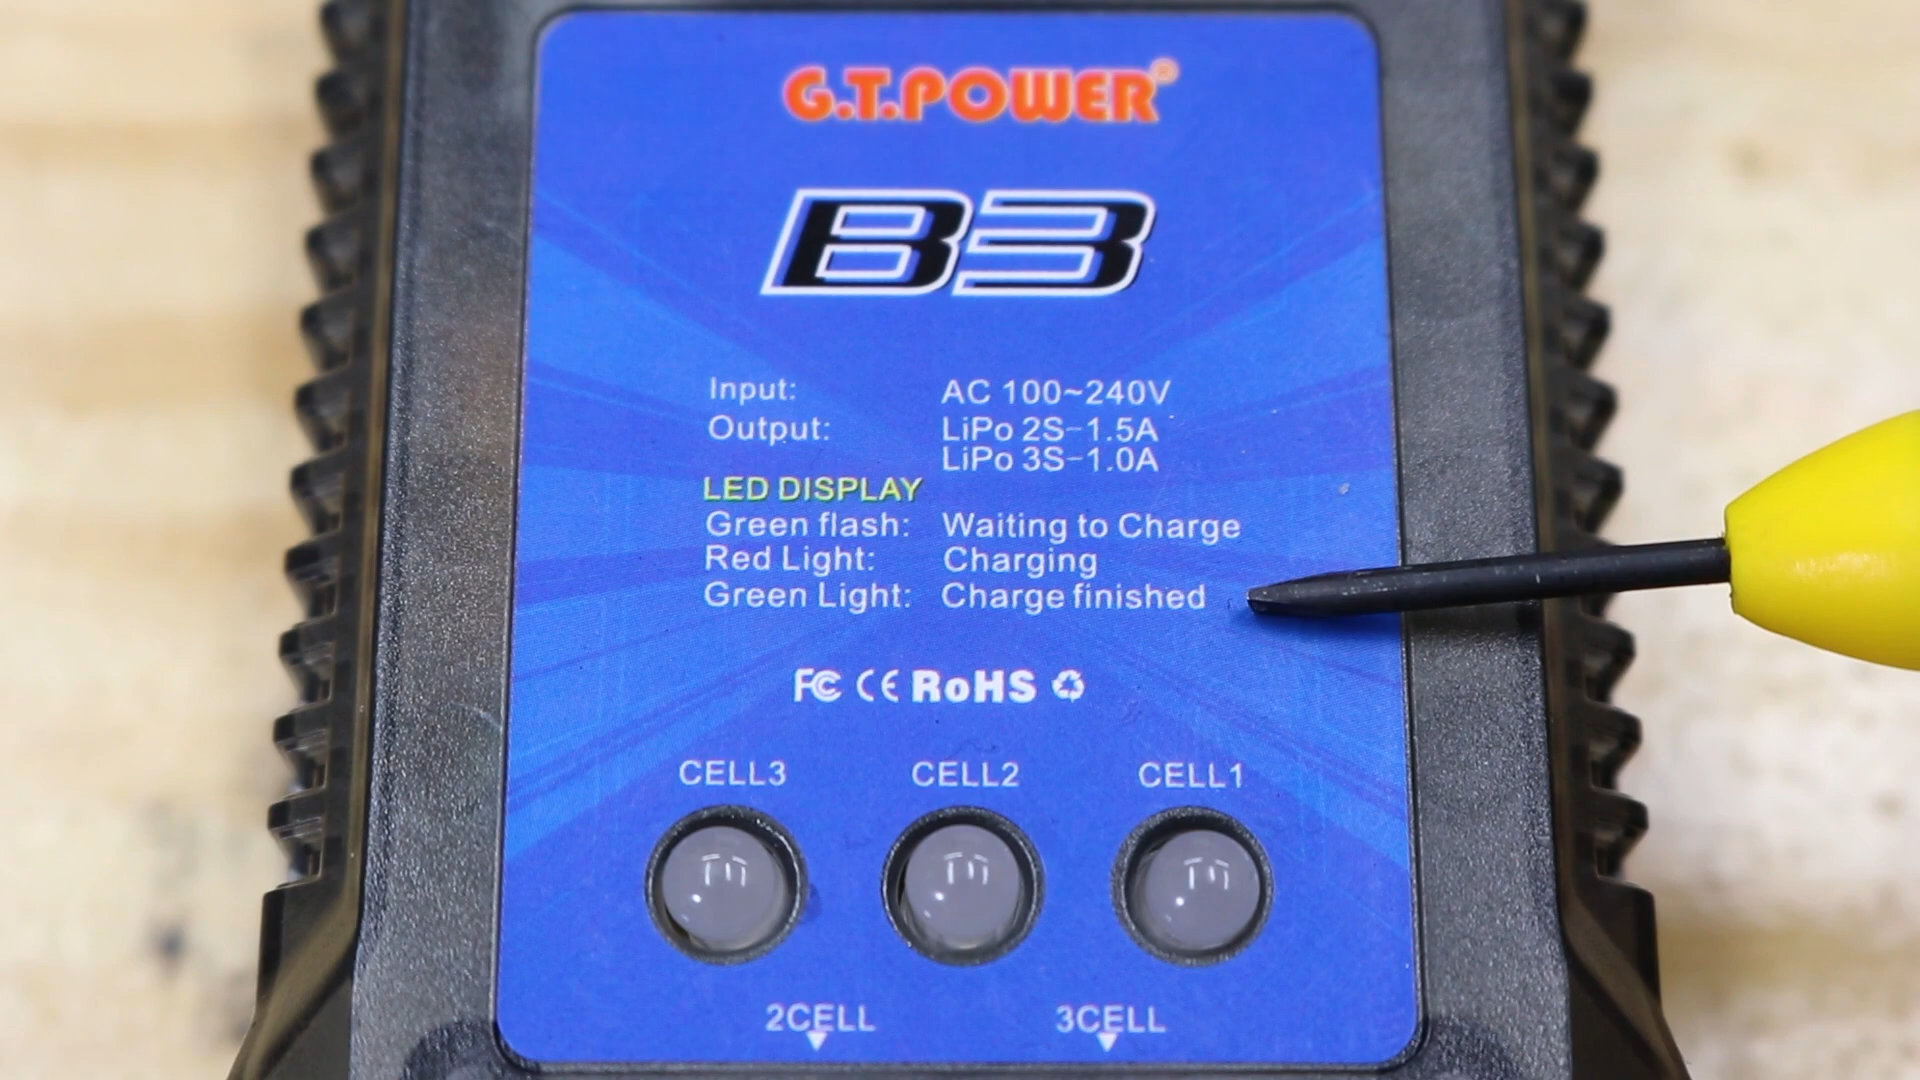 G.T.POWER®
B3
Input: AC 100~240V
Output: LiPo 2S-1.5A
LiPo 3S-1.0A
LED DISPLAY
Green flash: Waiting to Charge
Red Light: Charging
Green Light: Charge finished
FC CE RoHS
CELL3 CELL2 CELL1
2CELL 3CELL